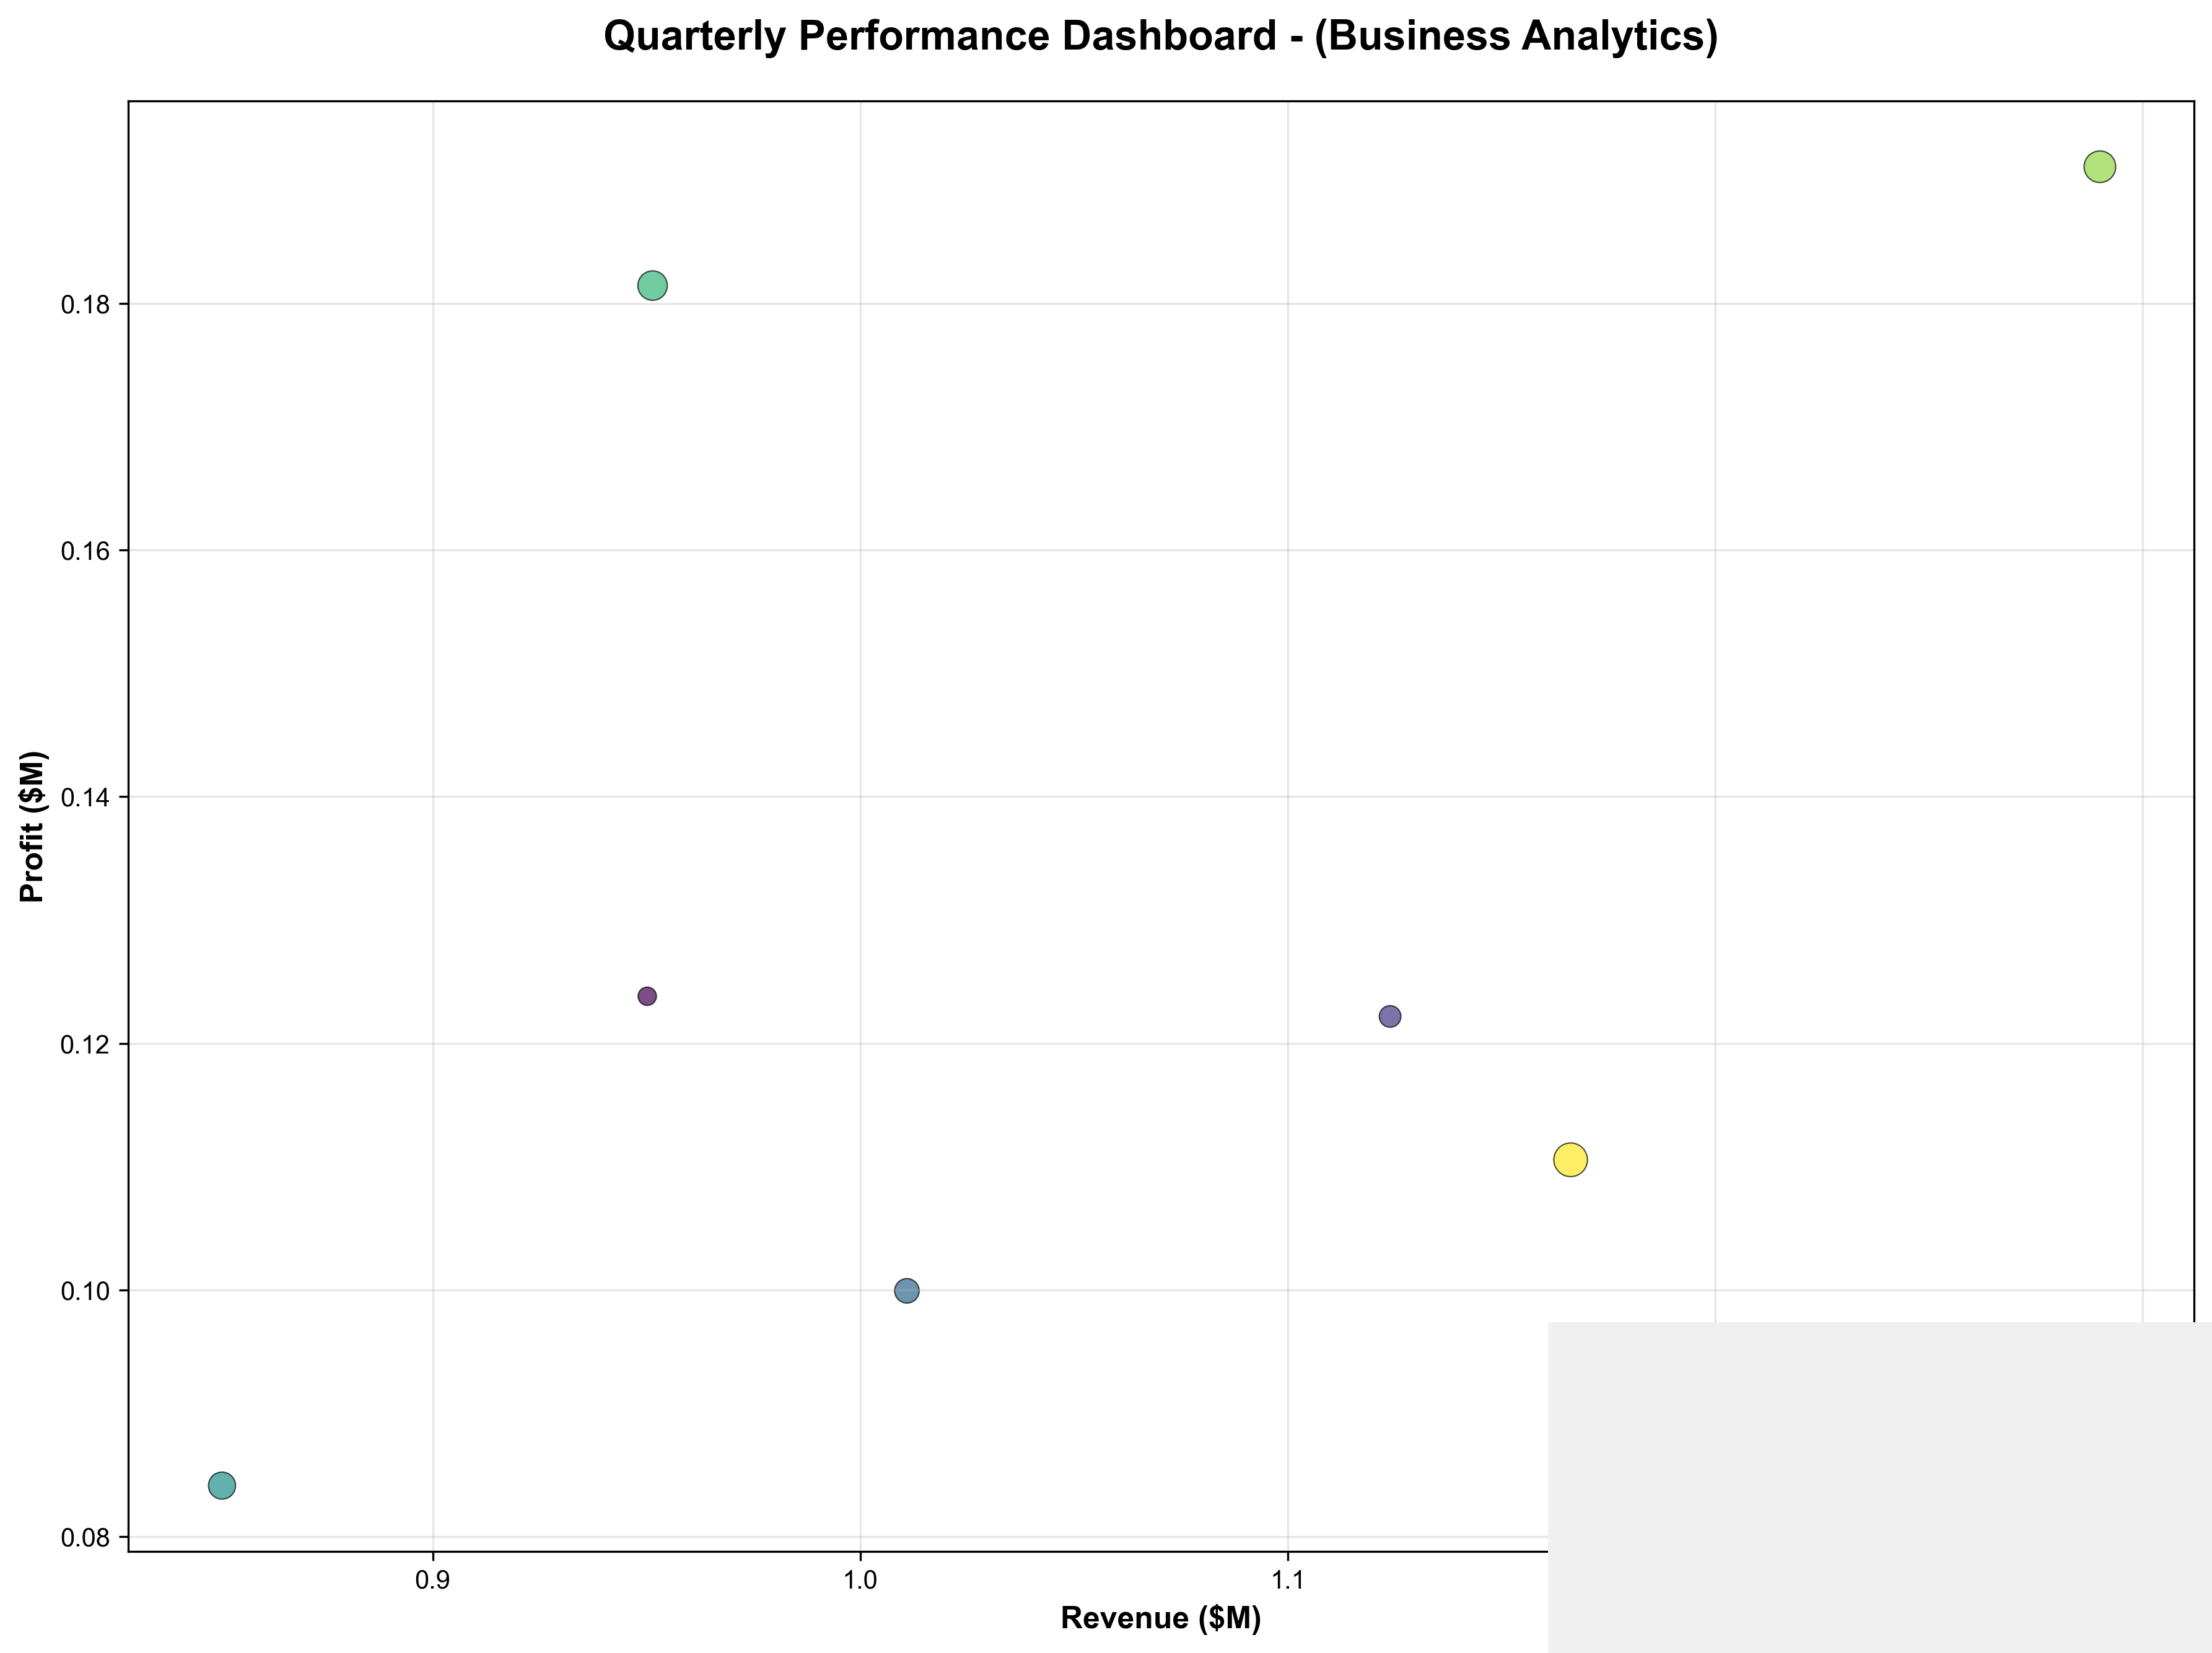 Quarterly Performance Dashboard - (Business Analytics)
0.18
0.16
0.14
0.12
0.10
0.08
Profit ($M)
0.9 1.0 1.1
Revenue ($M)